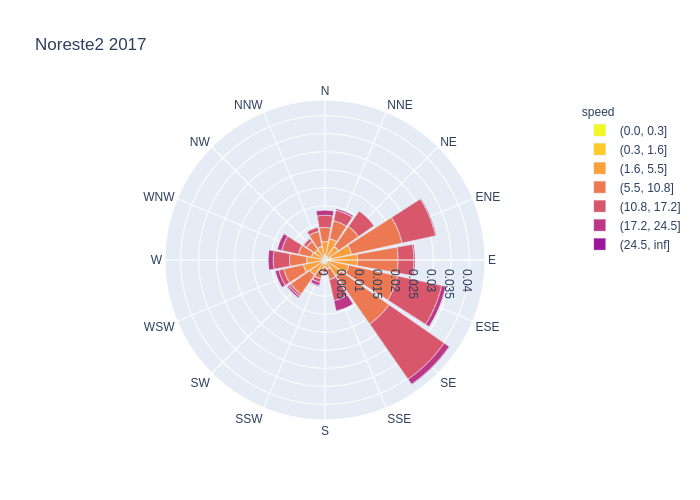 Noreste2 2017
N
NNE
NE
ENE
E
ESE
SE
SSE
S
SSW
SW
WSW
W
WNW
NW
NNW
0
0.005
0.01
0.015
0.02
0.025
0.03
0.035
0.04
speed
(0.0, 0.3]
(0.3, 1.6]
(1.6, 5.5]
(5.5, 10.8]
(10.8, 17.2]
(17.2, 24.5]
(24.5, inf]